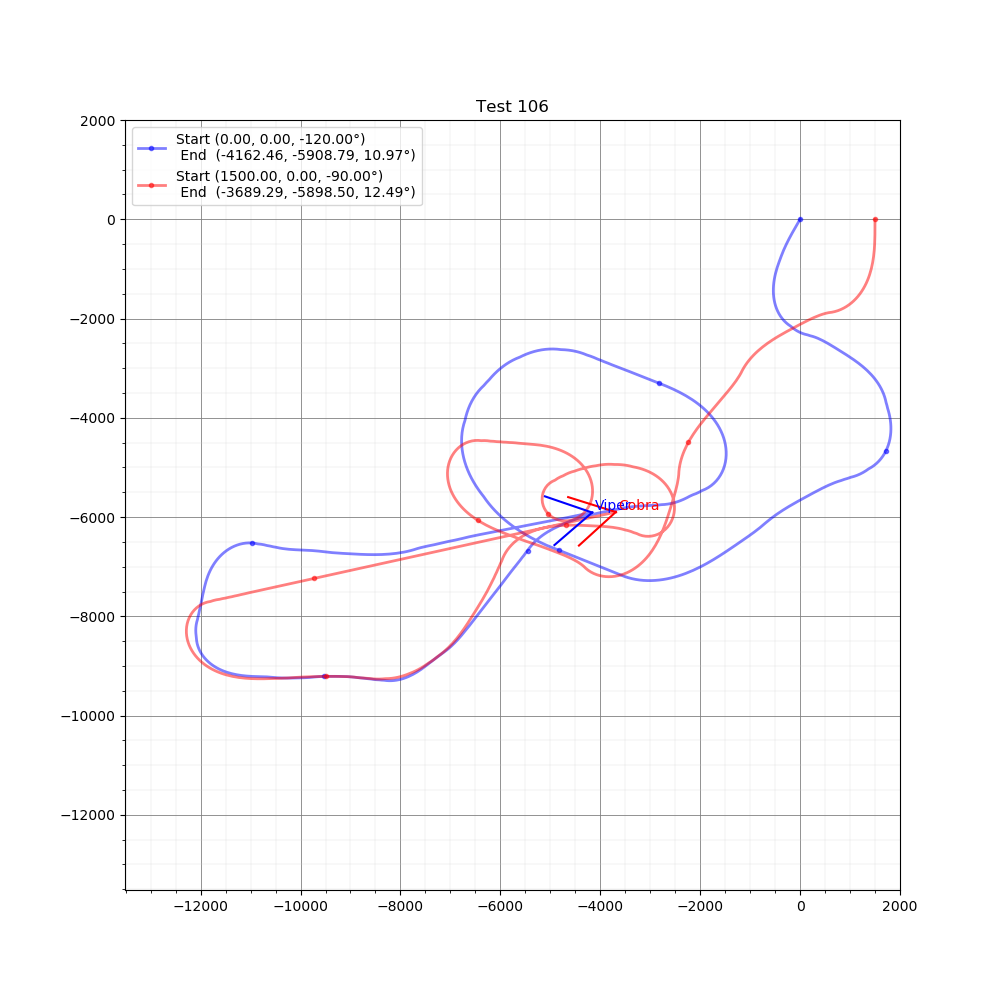 Test 106
Start (0.00, 0.00, -120.00°)
End (-4162.46, -5908.79, 10.97°)
Start (1500.00, 0.00, -90.00°)
End (-3689.29, -5898.50, 12.49°)
2000
0
−2000
−4000
−6000
−8000
−10000
−12000
Viper
Cobra
−12000 −10000 −8000 −6000 −4000 −2000 0 2000